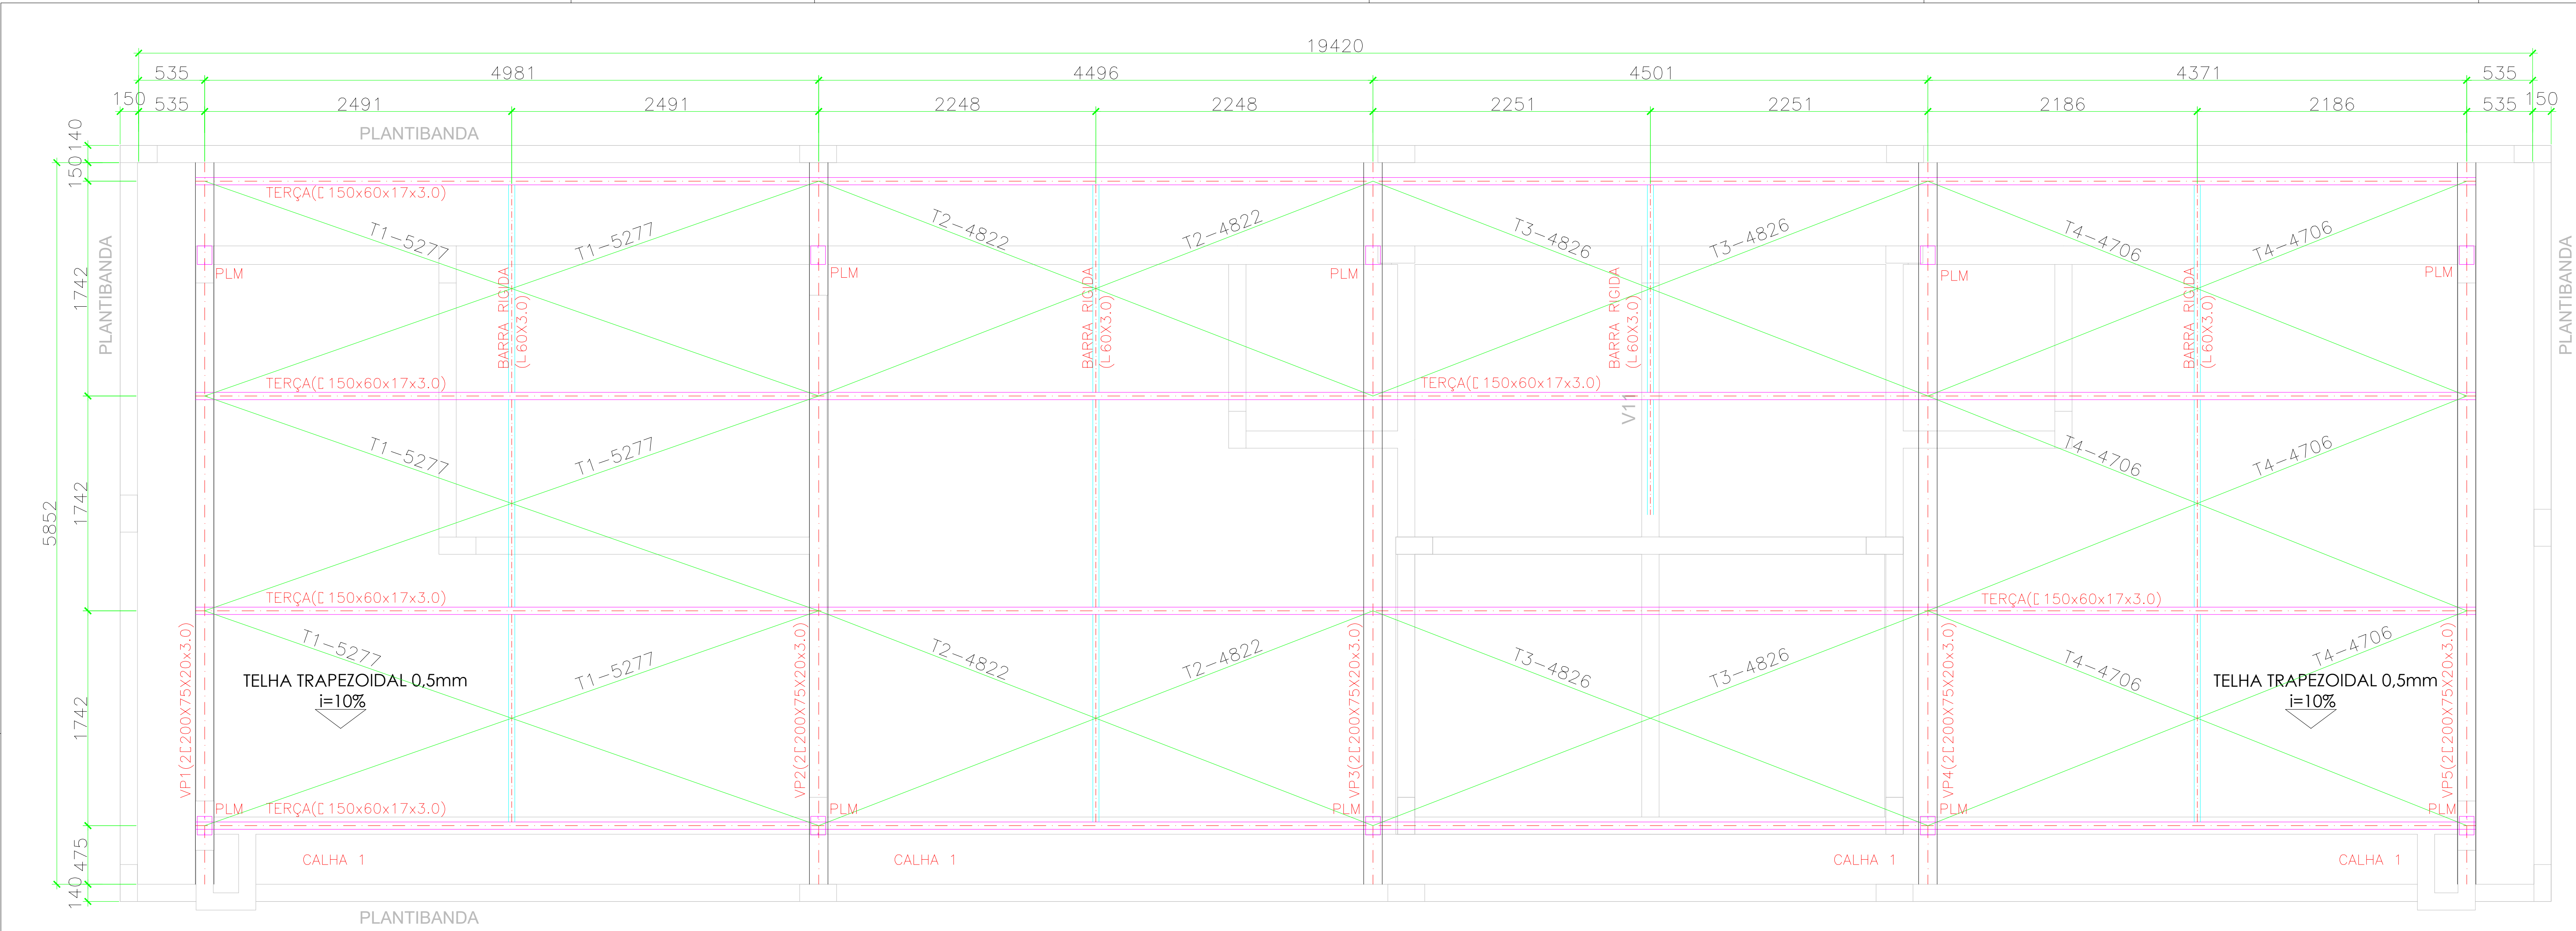 19420
535 4981 4496 4501 4371 535
150 535 2491 2491 2248 2248 2251 2251 2186 2186 535 150
PLANTIBANDA
140
150
TERÇA([ 150x60x17x3.0)
T1-5277 T1-5277 T2-4822 T2-4822 T3-4826 T3-4826 T4-4706 T4-4706
PLANTIBANDA
PLANTIBANDA
1742
PLM PLM PLM PLM PLM
BARRA RIGIDA
(L 60X3.0)
BARRA RIGIDA
(L 60X3.0)
BARRA RIGIDA
(L 60X3.0)
BARRA RIGIDA
(L 60X3.0)
TERÇA([ 150x60x17x3.0) TERÇA([ 150x60x17x3.0)
V11
T1-5277 T1-5277 T4-4706 T4-4706
1742
5852
TERÇA([ 150x60x17x3.0) TERÇA([ 150x60x17x3.0)
VP1(2[200X75X20x3.0)
VP2(2[200X75X20x3.0)
VP3(2[200X75X20x3.0)
VP4(2[200X75X20x3.0)
VP5(2[200X75X20x3.0)
T1-5277 T1-5277 T2-4822 T2-4822 T3-4826 T3-4826 T4-4706 T4-4706
TELHA TRAPEZOIDAL 0,5mm
i=10%
TELHA TRAPEZOIDAL 0,5mm
i=10%
1742
PLM TERÇA([ 150x60x17x3.0) PLM PLM PLM PLM
475
CALHA 1 CALHA 1 CALHA 1 CALHA 1
140
PLANTIBANDA